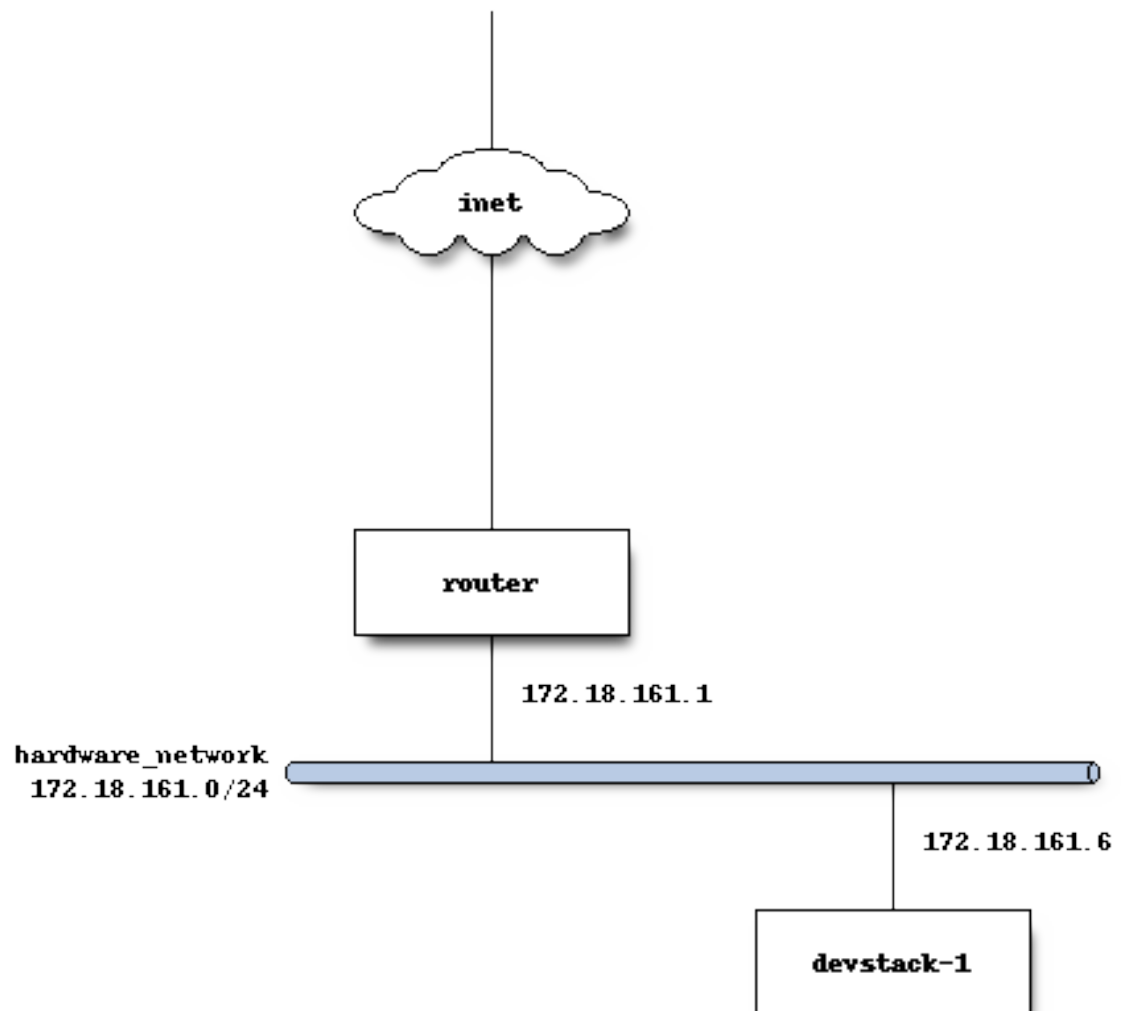 inet
router
172.18.161.1
hardware_network
172.18.161.0/24
172.18.161.6
devstack-1